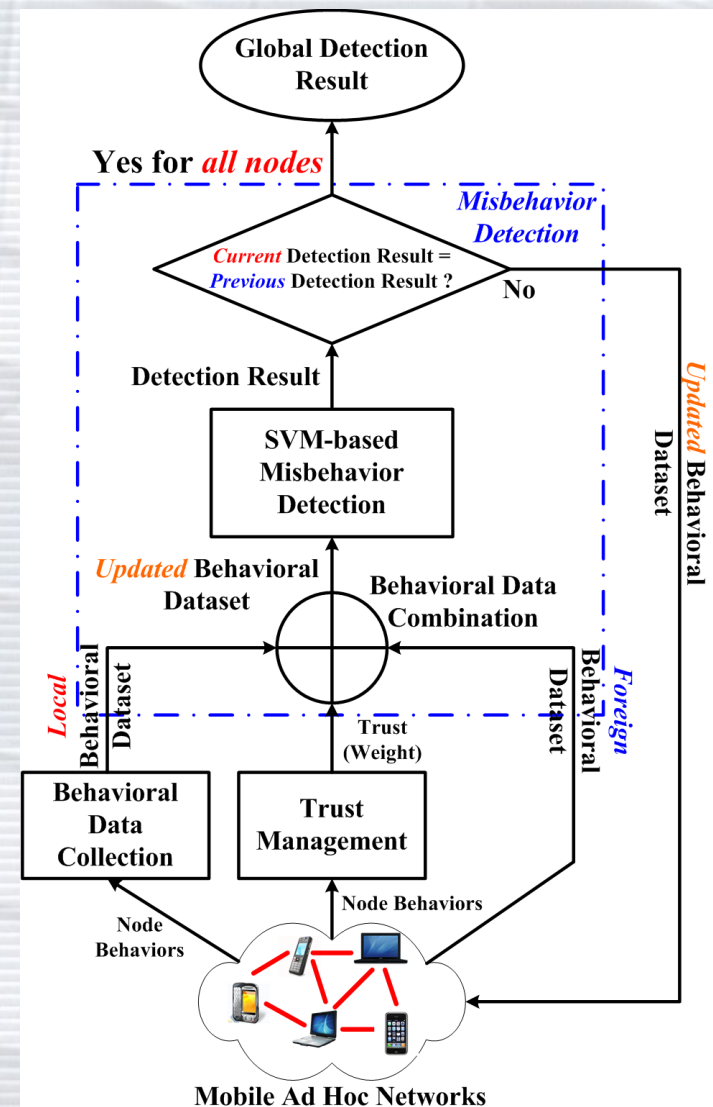 Global Detection
Result
Yes for all nodes
Misbehavior
Detection
Current Detection Result =
Previous Detection Result ?
No
Detection Result
Updated Behavioral
Dataset
SVM-based
Misbehavior
Detection
Updated Behavioral
Dataset
Behavioral Data
Combination
Local
Behavioral
Dataset
Foreign
Behavioral
Dataset
Trust
(Weight)
Behavioral
Data
Collection
Trust
Management
Node
Behaviors
Node Behaviors
Mobile Ad Hoc Networks